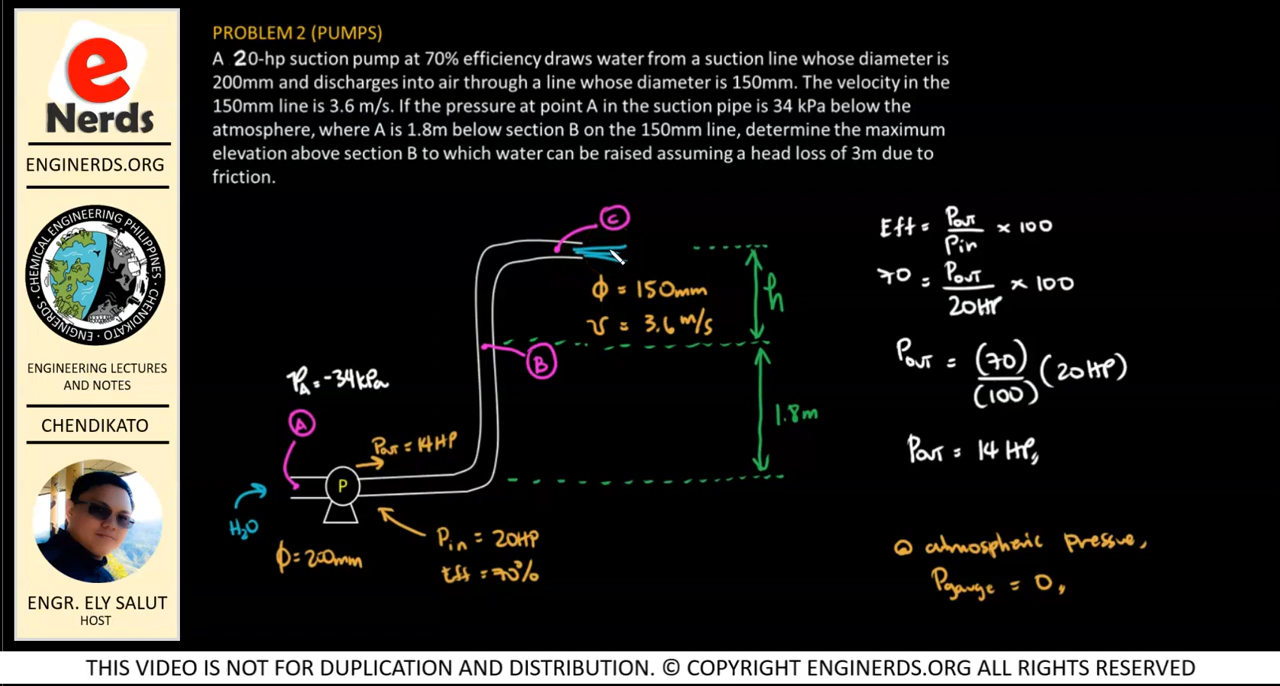 e
Nerds
ENGINERDS.ORG
CHEMICAL ENGINEERING PHILIPPINES • CHENDIKATO • ENGINERDS •
ENGINEERING LECTURES
AND NOTES
CHENDIKATO
ENGR. ELY SALUT
HOST
PROBLEM 2 (PUMPS)
A 20-hp suction pump at 70% efficiency draws water from a suction line whose diameter is
200mm and discharges into air through a line whose diameter is 150mm. The velocity in the
150mm line is 3.6 m/s. If the pressure at point A in the suction pipe is 34 kPa below the
atmosphere, where A is 1.8m below section B on the 150mm line, determine the maximum
elevation above section B to which water can be raised assuming a head loss of 3m due to
friction.
C
ϕ = 150mm
v = 3.6 m/s
h
B
1.8m
P_A = -34kPa
A
Pout = 14 HP
P
H₂O
ϕ = 200mm
Pin = 20HP
Eff = 70%
Eff = Pout/Pin × 100
70 = Pout/20HP × 100
Pout = (70)/(100) (20HP)
Pout = 14 HP,
@ atmospheric pressure,
Pgauge = 0,
THIS VIDEO IS NOT FOR DUPLICATION AND DISTRIBUTION. © COPYRIGHT ENGINERDS.ORG ALL RIGHTS RESERVED